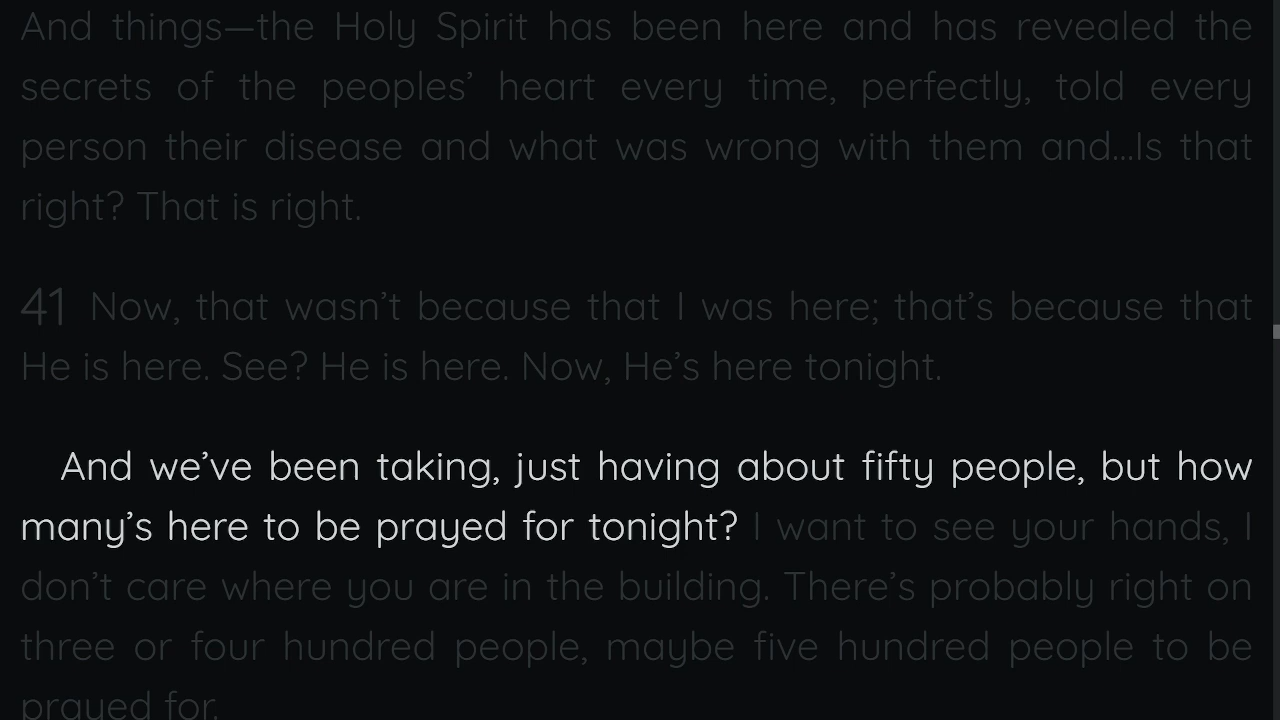 And things—the Holy Spirit has been here and has revealed the
secrets of the peoples’ heart every time, perfectly, told every
person their disease and what was wrong with them and...Is that
right? That is right.
41 Now, that wasn’t because that I was here; that’s because that
He is here. See? He is here. Now, He’s here tonight.
And we’ve been taking, just having about fifty people, but how
many’s here to be prayed for tonight? I want to see your hands, I
don’t care where you are in the building. There’s probably right on
three or four hundred people, maybe five hundred people to be
prayed for.